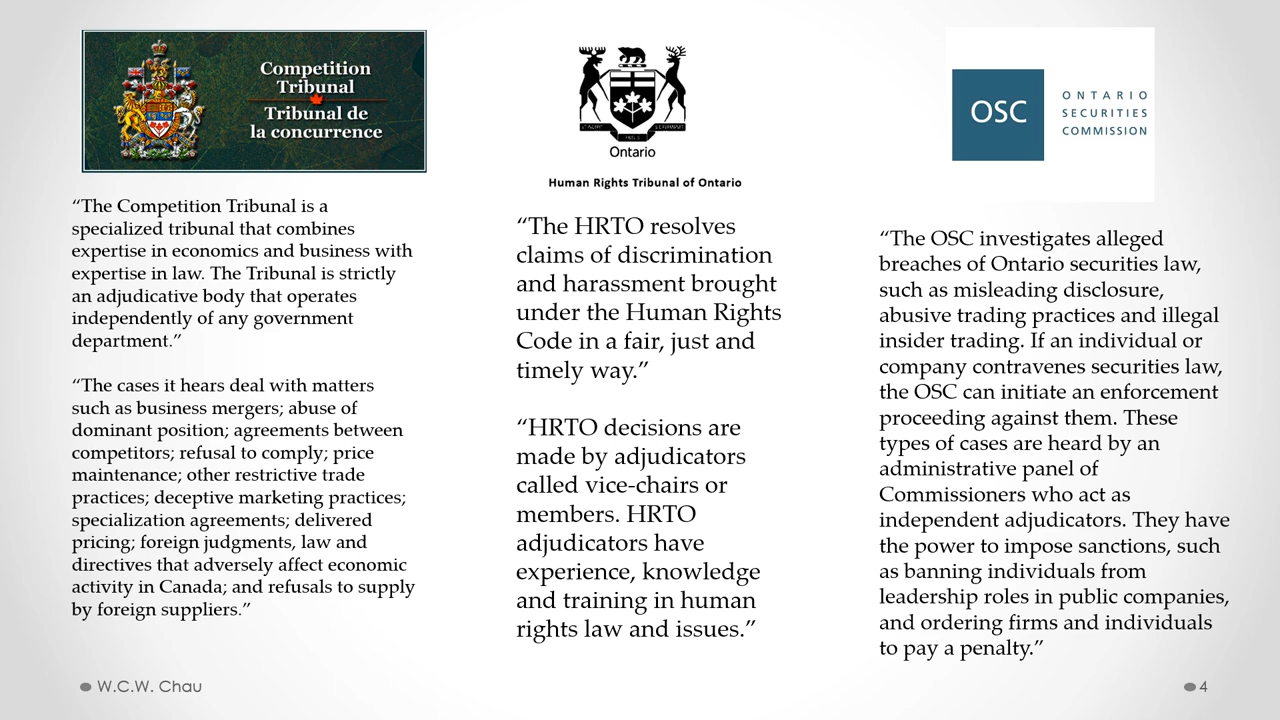 Competition
Tribunal
Tribunal de
la concurrence
“The Competition Tribunal is a
specialized tribunal that combines
expertise in economics and business with
expertise in law. The Tribunal is strictly
an adjudicative body that operates
independently of any government
department.”
“The cases it hears deal with matters
such as business mergers; abuse of
dominant position; agreements between
competitors; refusal to comply; price
maintenance; other restrictive trade
practices; deceptive marketing practices;
specialization agreements; delivered
pricing; foreign judgments, law and
directives that adversely affect economic
activity in Canada; and refusals to supply
by foreign suppliers.”
Ontario
Human Rights Tribunal of Ontario
“The HRTO resolves
claims of discrimination
and harassment brought
under the Human Rights
Code in a fair, just and
timely way.”
“HRTO decisions are
made by adjudicators
called vice-chairs or
members. HRTO
adjudicators have
experience, knowledge
and training in human
rights law and issues.”
OSC
ONTARIO
SECURITIES
COMMISSION
“The OSC investigates alleged
breaches of Ontario securities law,
such as misleading disclosure,
abusive trading practices and illegal
insider trading. If an individual or
company contravenes securities law,
the OSC can initiate an enforcement
proceeding against them. These
types of cases are heard by an
administrative panel of
Commissioners who act as
independent adjudicators. They have
the power to impose sanctions, such
as banning individuals from
leadership roles in public companies,
and ordering firms and individuals
to pay a penalty.”
W.C.W. Chau
4